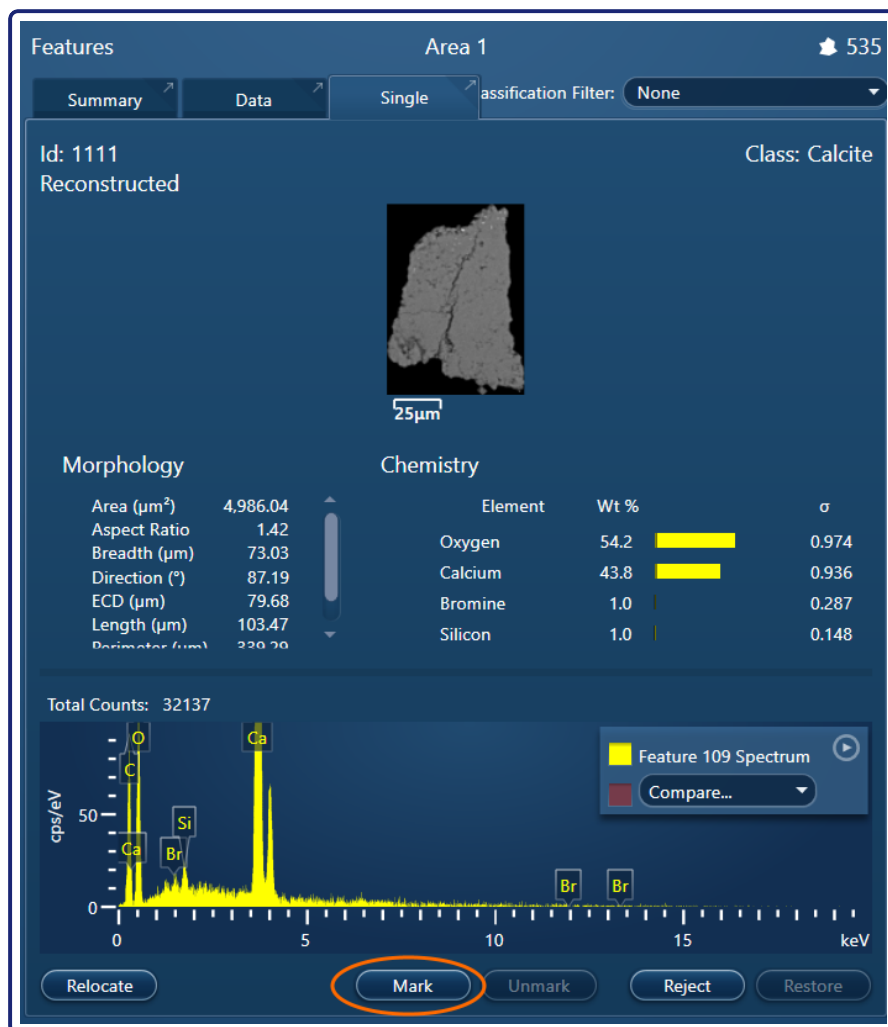 Features Area 1 535
Summary Data Single assification Filter: None
Id: 1111 Class: Calcite
Reconstructed
25µm
Morphology Chemistry
Area (µm²) 4,986.04 Element Wt % σ
Aspect Ratio 1.42
Breadth (µm) 73.03 Oxygen 54.2 0.974
Direction (°) 87.19 Calcium 43.8 0.936
ECD (µm) 79.68 Bromine 1.0 0.287
Length (µm) 103.47 Silicon 1.0 0.148
Perimeter (µm) 339.29
Total Counts: 32137
O Ca
C
Feature 109 Spectrum
Compare...
cps/eV
50
Si
Ca Br
Br Br
0
0 5 10 15 keV
Relocate Mark Unmark Reject Restore